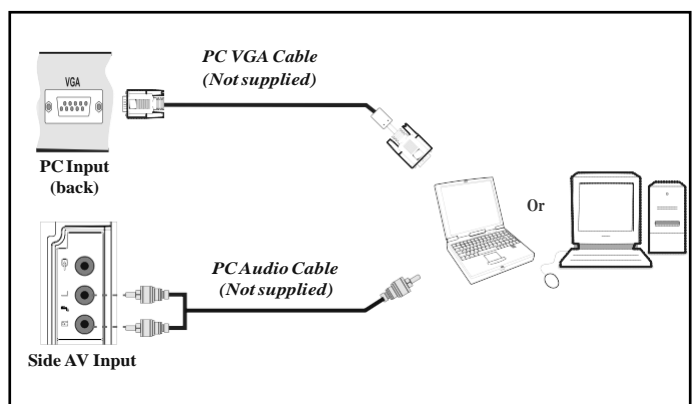 PC VGA Cable
(Not supplied)
VGA
PC Input
(back)
Or
PC Audio Cable
(Not supplied)
L
Side AV Input